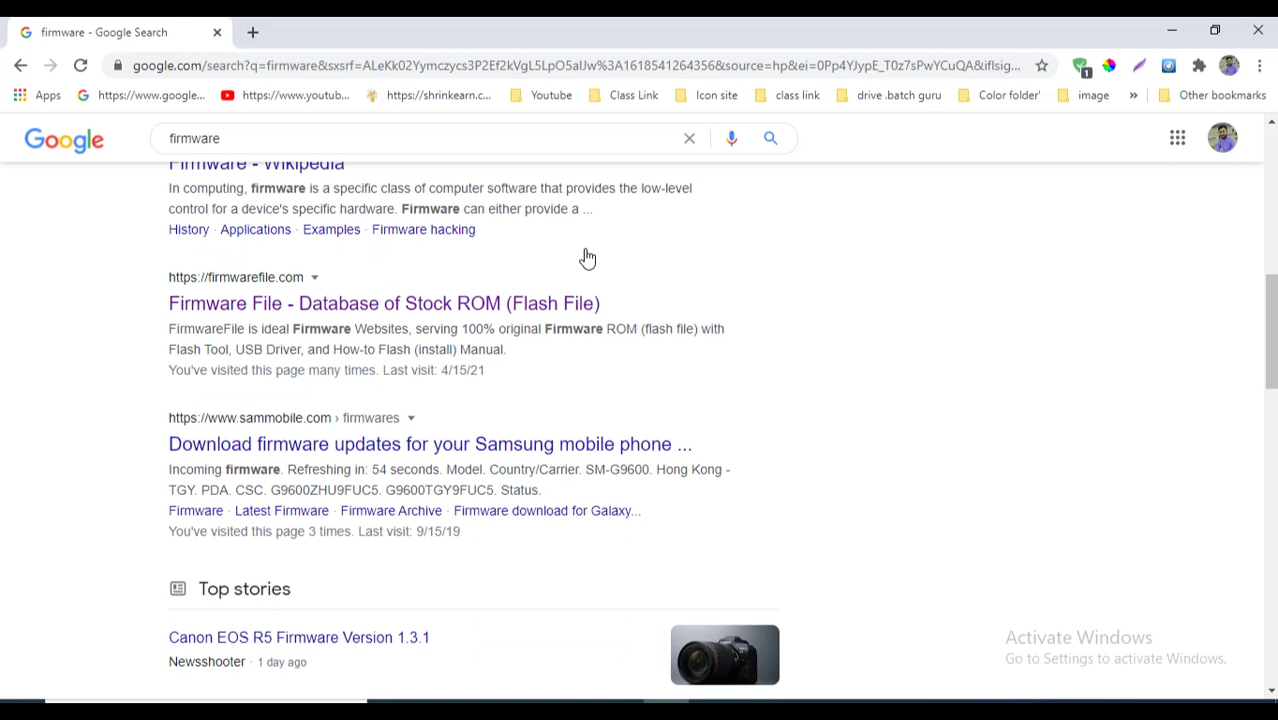 firmware - Google Search
google.com/search?q=firmware&sxsrf=ALeKk02Yymczycs3P2Ef2kVgL5LpO5aIJw%3A1618541264356&source=hp&ei=0Pp4YJypE_T0z7sPwYCuQA&iflsig...
1
Apps
https://www.google...
https://www.youtub...
https://shrinkearn.c...
Youtube
Class Link
Icon site
class link
drive .batch guru
Color folder'
image
»
Other bookmarks
Google
firmware
Firmware - Wikipedia
In computing, firmware is a specific class of computer software that provides the low-level
control for a device's specific hardware. Firmware can either provide a ...
History · Applications · Examples · Firmware hacking
https://firmwarefile.com
Firmware File - Database of Stock ROM (Flash File)
FirmwareFile is ideal Firmware Websites, serving 100% original Firmware ROM (flash file) with
Flash Tool, USB Driver, and How-to Flash (install) Manual.
You've visited this page many times. Last visit: 4/15/21
https://www.sammobile.com › firmwares
Download firmware updates for your Samsung mobile phone ...
Incoming firmware. Refreshing in: 54 seconds. Model. Country/Carrier. SM-G9600. Hong Kong -
TGY. PDA. CSC. G9600ZHU9FUC5. G9600TGY9FUC5. Status.
Firmware · Latest Firmware · Firmware Archive · Firmware download for Galaxy...
You've visited this page 3 times. Last visit: 9/15/19
Top stories
Canon EOS R5 Firmware Version 1.3.1
Newsshooter · 1 day ago
Activate Windows
Go to Settings to activate Windows.